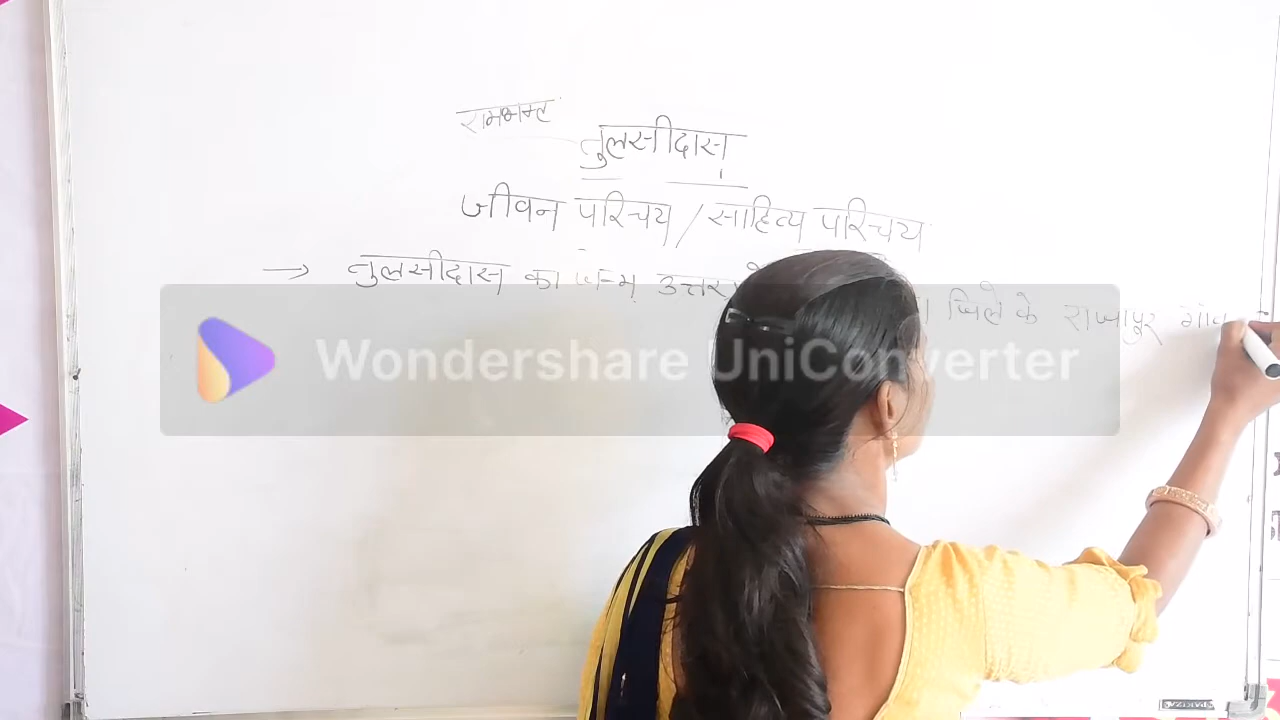 रामभक्त
तुलसीदास
जीवन परिचय / साहित्य परिचय
→ तुलसीदास का जन्म उत्तर जिले के राजापुर गांव
Wondershare UniConverter